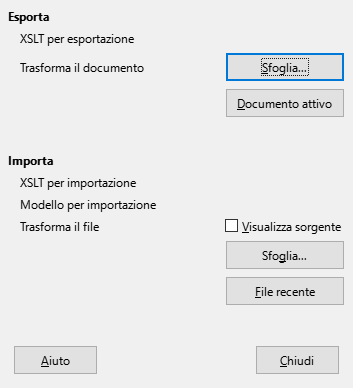 Esporta
XSLT per esportazione
Trasforma il documento
Sfoglia...
Documento attivo
Importa
XSLT per importazione
Modello per importazione
Trasforma il file
Visualizza sorgente
Sfoglia...
File recente
Aiuto
Chiudi